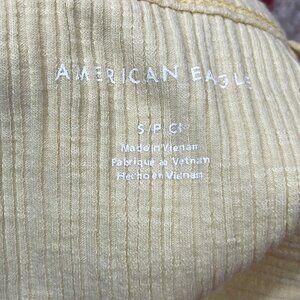 AMERICAN EAGLE
S/P/CH
Made in Vietnam
Fabriqué au Vietnam
Hecho en Vietnam